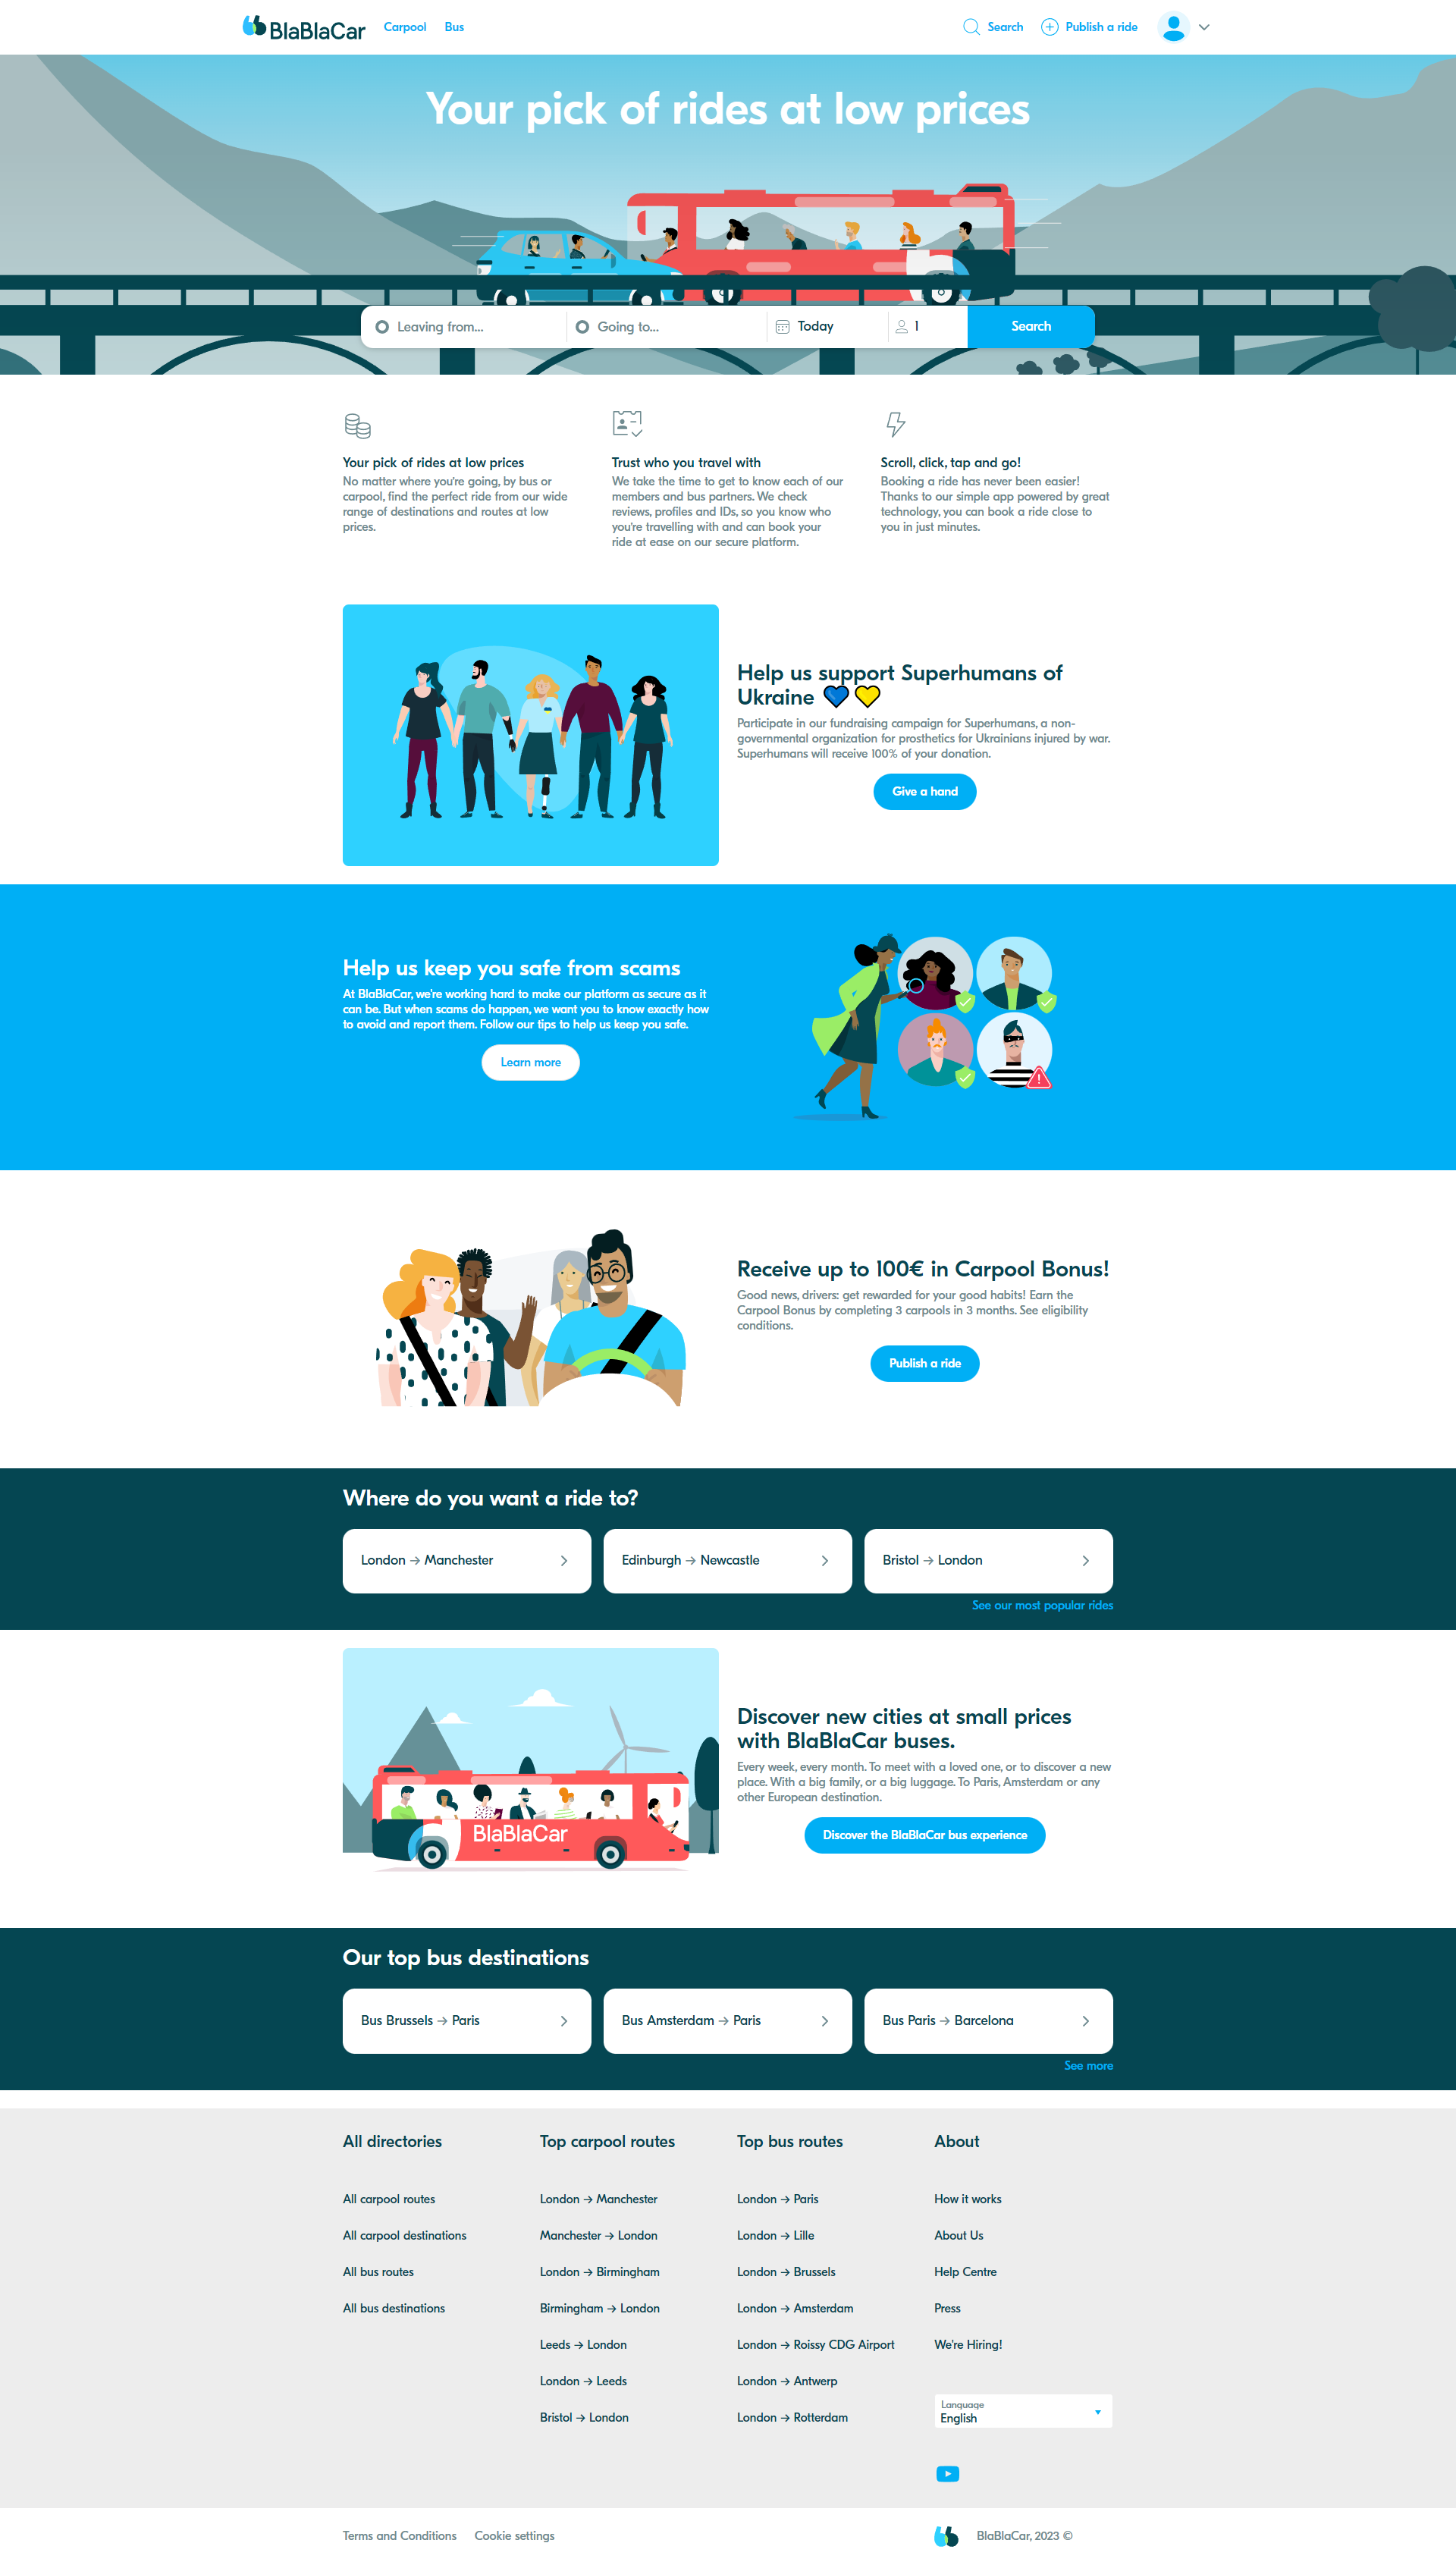 BlaBlaCar
Carpool
Bus
Search
Publish a ride
Your pick of rides at low prices
Leaving from...
Going to...
Today
1
Search
Your pick of rides at low prices
No matter where you're going, by bus or
carpool, find the perfect ride from our wide
range of destinations and routes at low
prices.
Trust who you travel with
We take the time to get to know each of our
members and bus partners. We check
reviews, profiles and IDs, so you know who
you're travelling with and can book your
ride at ease on our secure platform.
Scroll, click, tap and go!
Booking a ride has never been easier!
Thanks to our simple app powered by great
technology, you can book a ride close to
you in just minutes.
Help us support Superhumans of
Ukraine 💙💛
Participate in our fundraising campaign for Superhumans, a non-
governmental organization for prosthetics for Ukrainians injured by war.
Superhumans will receive 100% of your donation.
Give a hand
Help us keep you safe from scams
At BlaBlaCar, we're working hard to make our platform as secure as it
can be. But when scams do happen, we want you to know exactly how
to avoid and report them. Follow our tips to help us keep you safe.
Learn more
Receive up to 100€ in Carpool Bonus!
Good news, drivers: get rewarded for your good habits! Earn the
Carpool Bonus by completing 3 carpools in 3 months. See eligibility
conditions.
Publish a ride
Where do you want a ride to?
London → Manchester
Edinburgh → Newcastle
Bristol → London
See our most popular rides
BlaBlaCar
Discover new cities at small prices
with BlaBlaCar buses.
Every week, every month. To meet with a loved one, or to discover a new
place. With a big family, or a big luggage. To Paris, Amsterdam or any
other European destination.
Discover the BlaBlaCar bus experience
Our top bus destinations
Bus Brussels → Paris
Bus Amsterdam → Paris
Bus Paris → Barcelona
See more
All directories
All carpool routes
All carpool destinations
All bus routes
All bus destinations
Top carpool routes
London → Manchester
Manchester → London
London → Birmingham
Birmingham → London
Leeds → London
London → Leeds
Bristol → London
Top bus routes
London → Paris
London → Lille
London → Brussels
London → Amsterdam
London → Roissy CDG Airport
London → Antwerp
London → Rotterdam
About
How it works
About Us
Help Centre
Press
We're Hiring!
Language
English
Terms and Conditions
Cookie settings
BlaBlaCar, 2023 ©